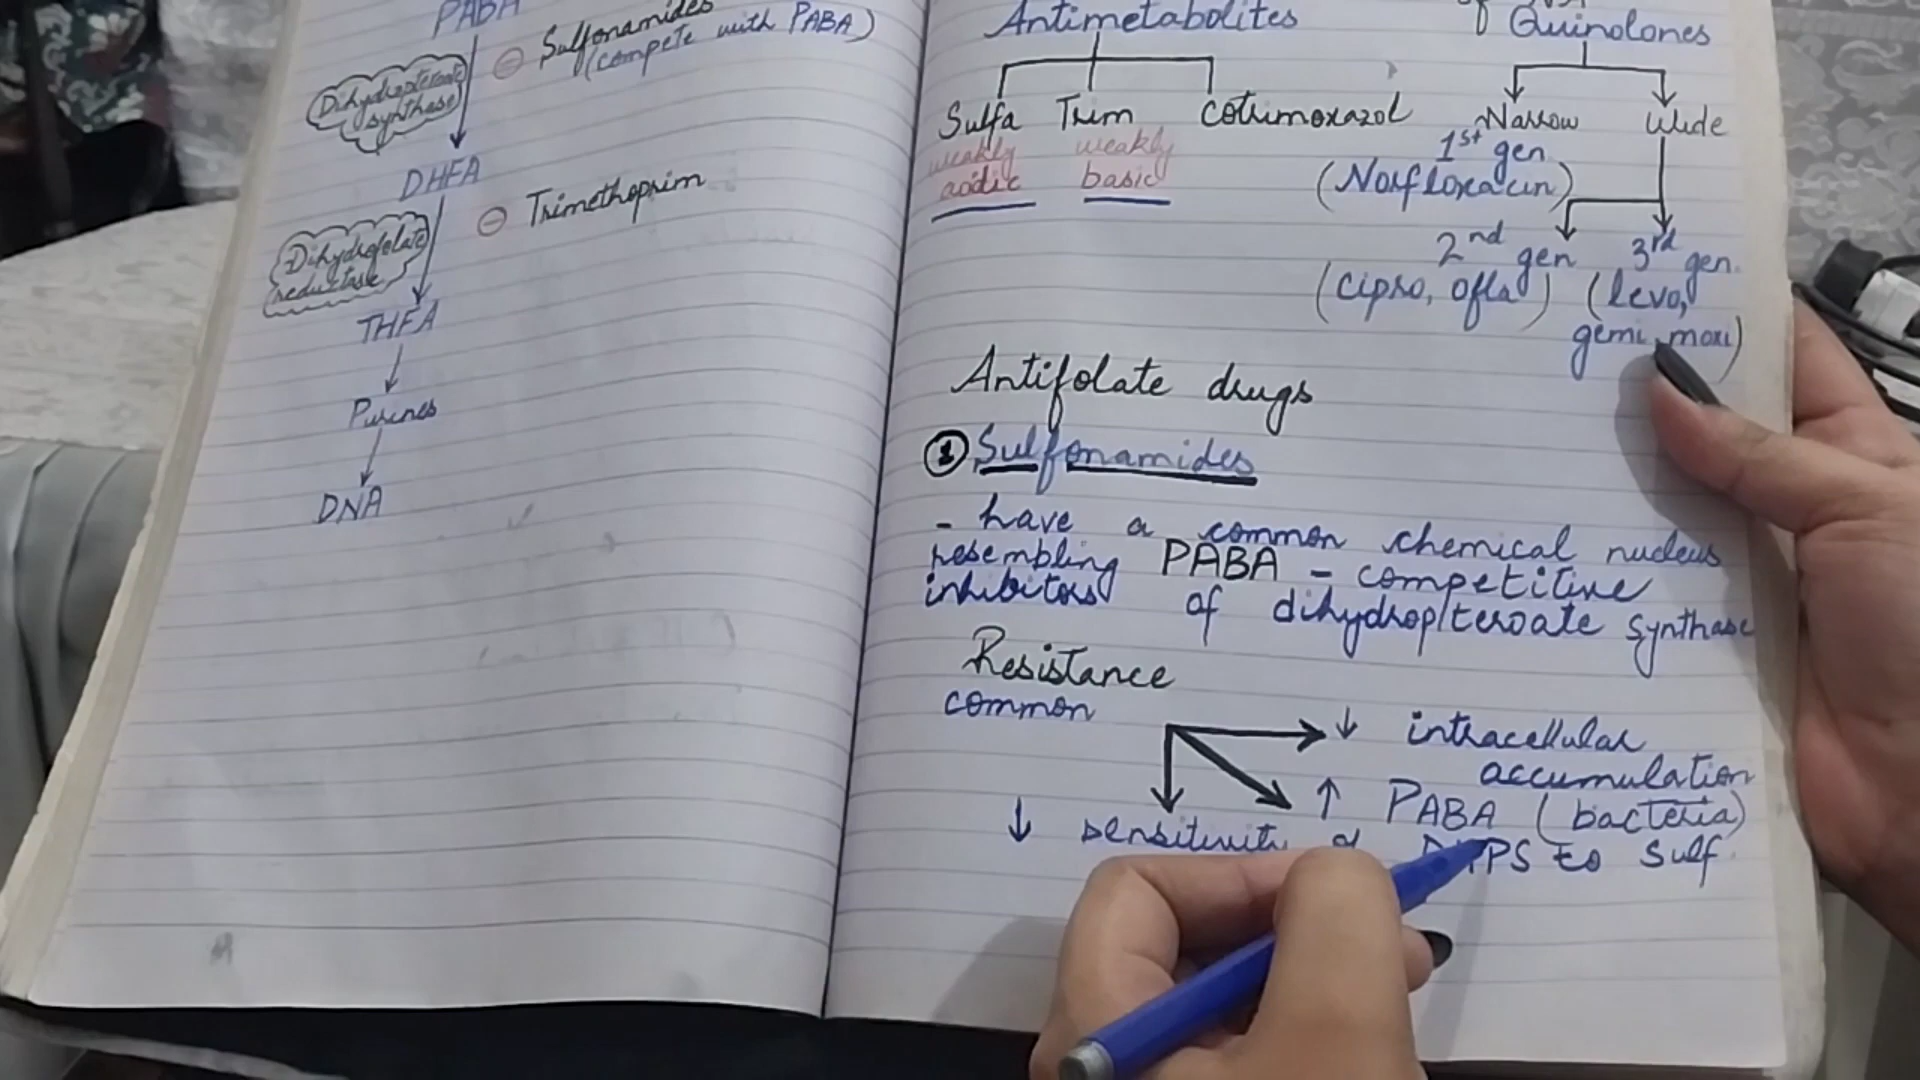 PABA
Sulfonamides
(compete with PABA)
Dihydropteroate
synthase
DHFA
Trimethoprim
Dihydrofolate
reductase
THFA
Purines
DNA
Antimetabolites
Sulfa Trim cotrimoxazol
weakly weakly
acidic basic
of
Quinolones
Narrow Wide
1st gen
(Norfloxacin)
2nd gen 3rd gen.
(cipro, ofla) (levo,
gemi, moxi)
Antifolate drugs
① Sulfonamides
- have a common chemical nucleus
resembling PABA - competitive
inhibitors of dihydropteroate synthase
Resistance
common
↓ intracellular
accumulation
↑ PABA (bacteria)
↓ sensitivity of DHPS to Sulf.